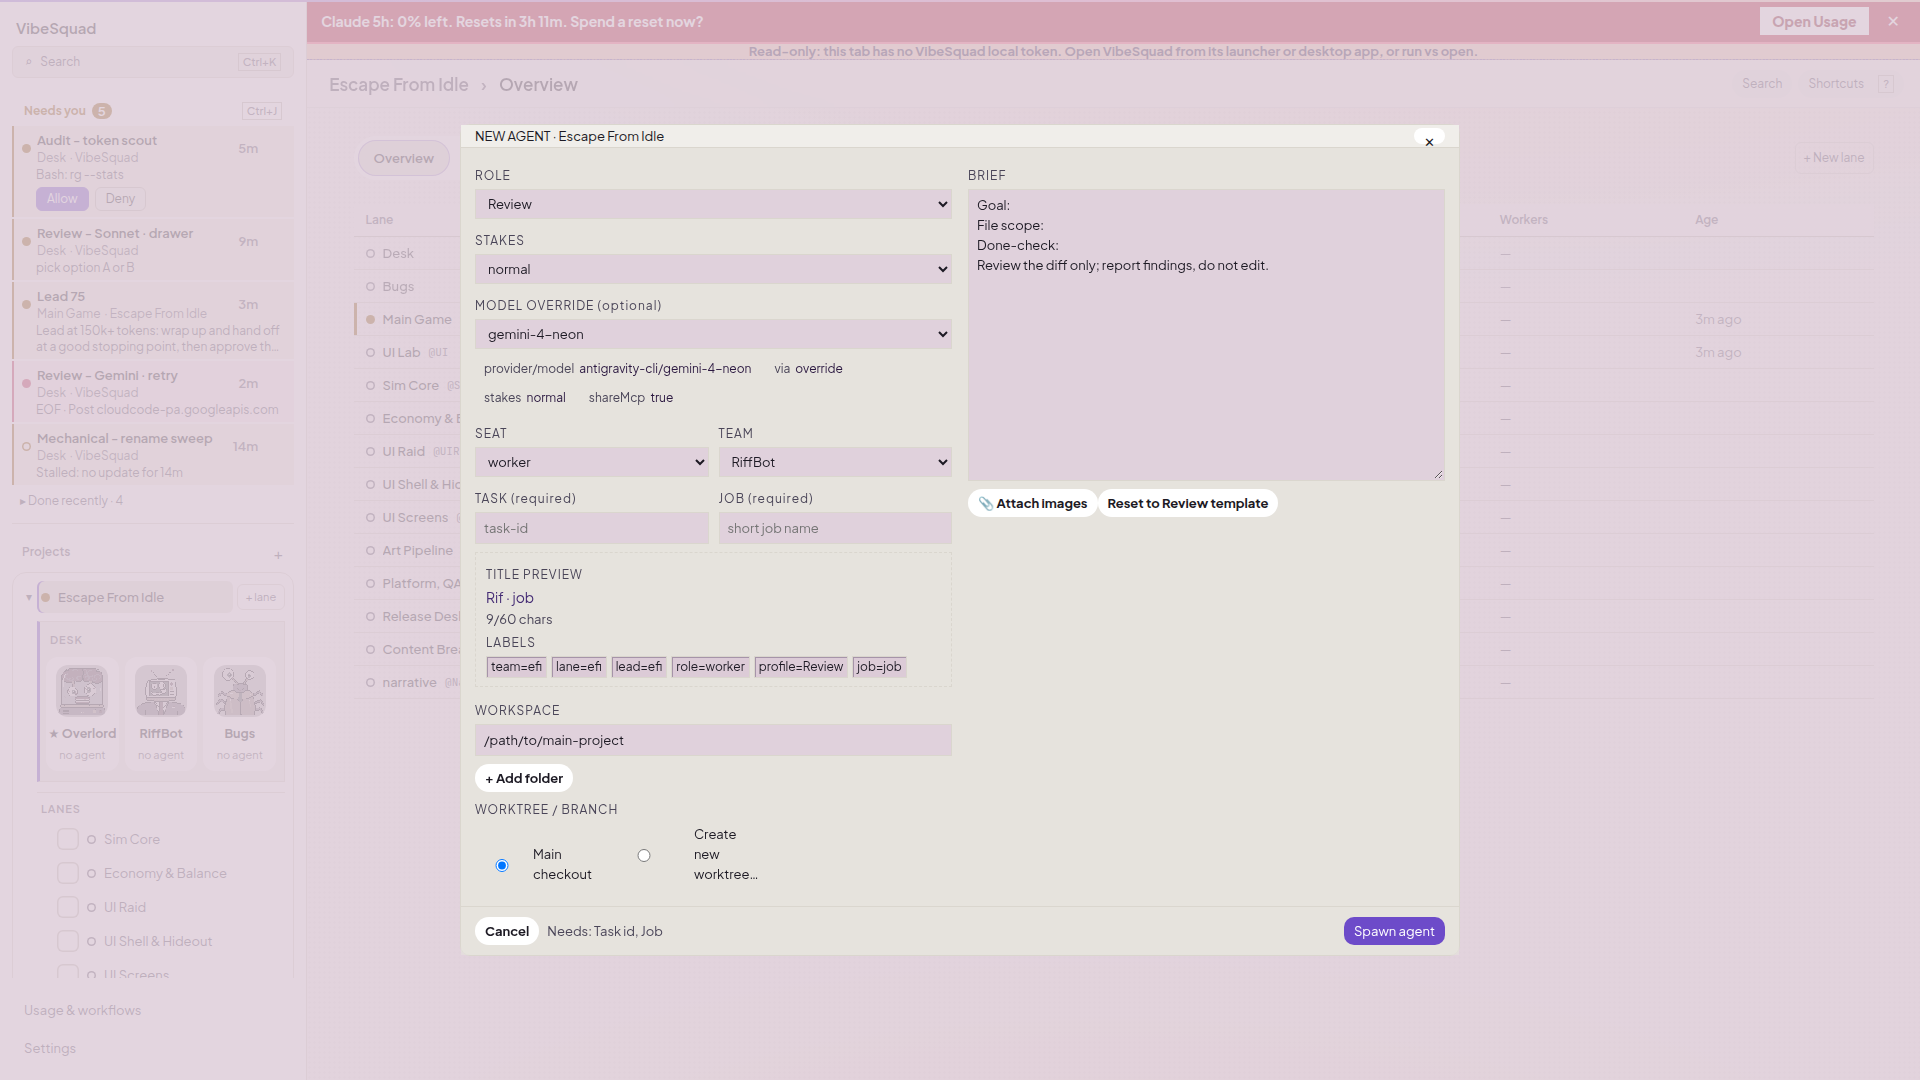 VibeSquad
Search
Ctrl+K
Needs you 5
Ctrl+J
Audit - token scout
5m
Desk · VibeSquad
Bash: rg --stats
Allow
Deny
Review - Sonnet · drawer
9m
Desk · VibeSquad
pick option A or B
Lead 75
3m
Main Game · Escape From Idle
Lead at 150k+ tokens: wrap up and hand off
at a good stopping point, then approve th…
Review - Gemini · retry
2m
Desk · VibeSquad
EOF · Post cloudcode-pa.googleapis.com
Mechanical - rename sweep
14m
Desk · VibeSquad
Stalled: no update for 14m
▸ Done recently · 4
Projects
+
▾ Escape From Idle
+ lane
DESK
★ Overlord
no agent
RiffBot
no agent
Bugs
no agent
LANES
Sim Core
Economy & Balance
UI Raid
UI Shell & Hideout
UI Screens
Usage & workflows
Settings
Claude 5h: 0% left. Resets in 3h 11m. Spend a reset now?
Open Usage
×
Read-only: this tab has no VibeSquad local token. Open VibeSquad from its launcher or desktop app, or run vs open.
Escape From Idle › Overview
Search
Shortcuts ?
Overview
+ New lane
Lane
Workers
Age
Desk
—
Bugs
—
Main Game
—
3m ago
UI Lab @UI
—
3m ago
Sim Core
—
Economy &
—
UI Raid @UIR
—
UI Shell &
—
UI Screens
—
Art Pipeline
—
Platform, QA
—
Release
—
Content
—
narrative
—
NEW AGENT · Escape From Idle
×
ROLE
Review
STAKES
normal
MODEL OVERRIDE (optional)
gemini-4-neon
provider/model antigravity-cli/gemini-4-neon via override
stakes normal shareMcp true
SEAT
worker
TEAM
RiffBot
TASK (required)
task-id
JOB (required)
short job name
TITLE PREVIEW
Rif · job
9/60 chars
LABELS
team=efi lane=efi lead=efi role=worker profile=Review job=job
WORKSPACE
/path/to/main-project
+ Add folder
WORKTREE / BRANCH
Main
checkout
Create
new
worktree…
BRIEF
Goal:
File scope:
Done-check:
Review the diff only; report findings, do not edit.
📎 Attach images
Reset to Review template
Cancel
Needs: Task id, Job
Spawn agent